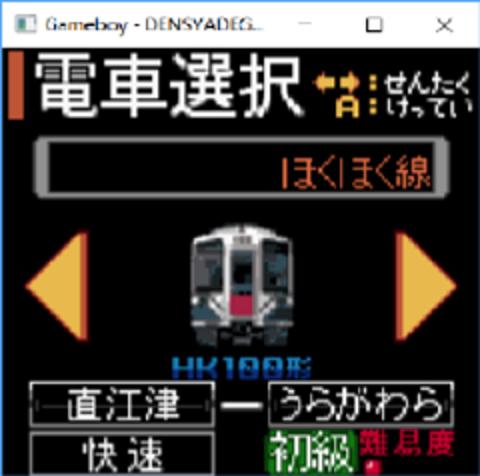 Gameboy - DENSYADEG...
電車選択 ←→:せんたく
A:けってい
ほくほく線
HK100形
直江津 ー うらがわら
快速 初級 難易度